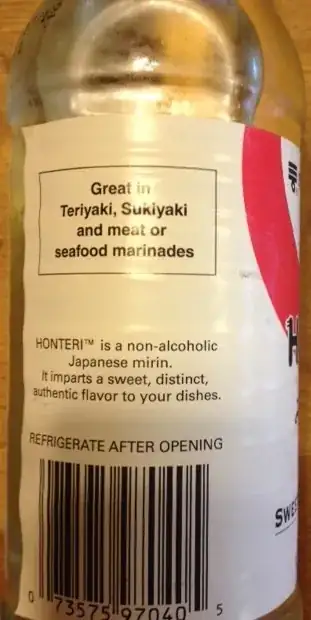 Great in
Teriyaki, Sukiyaki
and meat or
seafood marinades
HONTERI™ is a non-alcoholic
Japanese mirin.
It imparts a sweet, distinct,
authentic flavor to your dishes.
REFRIGERATE AFTER OPENING
0 73575 97040 5